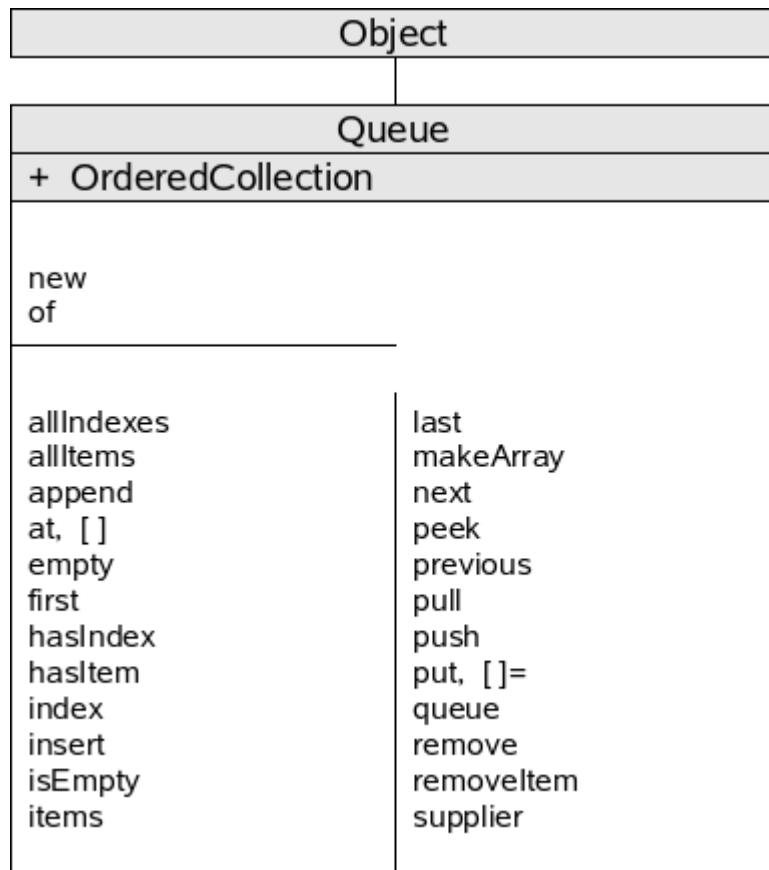 Object
Queue
+ OrderedCollection
new
of
allIndexes
allItems
append
at, []
empty
first
hasIndex
hasItem
index
insert
isEmpty
items
last
makeArray
next
peek
previous
pull
push
put, []=
queue
remove
removeItem
supplier